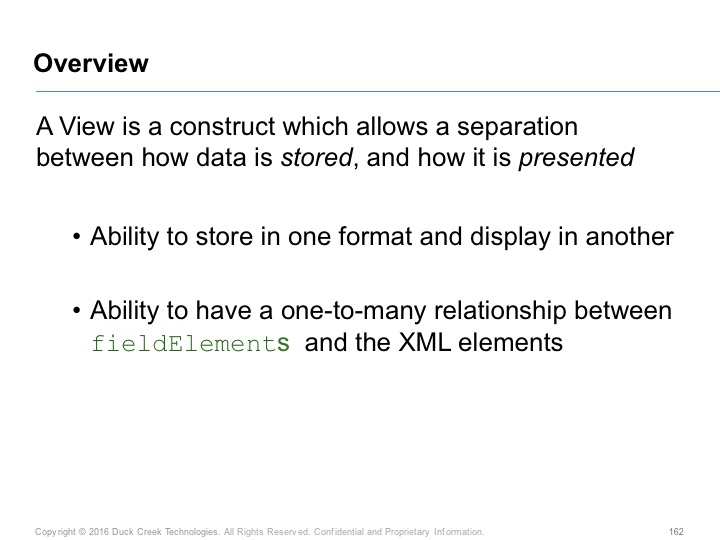 Overview
A View is a construct which allows a separation
between how data is stored, and how it is presented
• Ability to store in one format and display in another
• Ability to have a one-to-many relationship between
fieldElements and the XML elements
Copyright © 2016 Duck Creek Technologies. All Rights Reserved. Confidential and Proprietary Information. 162